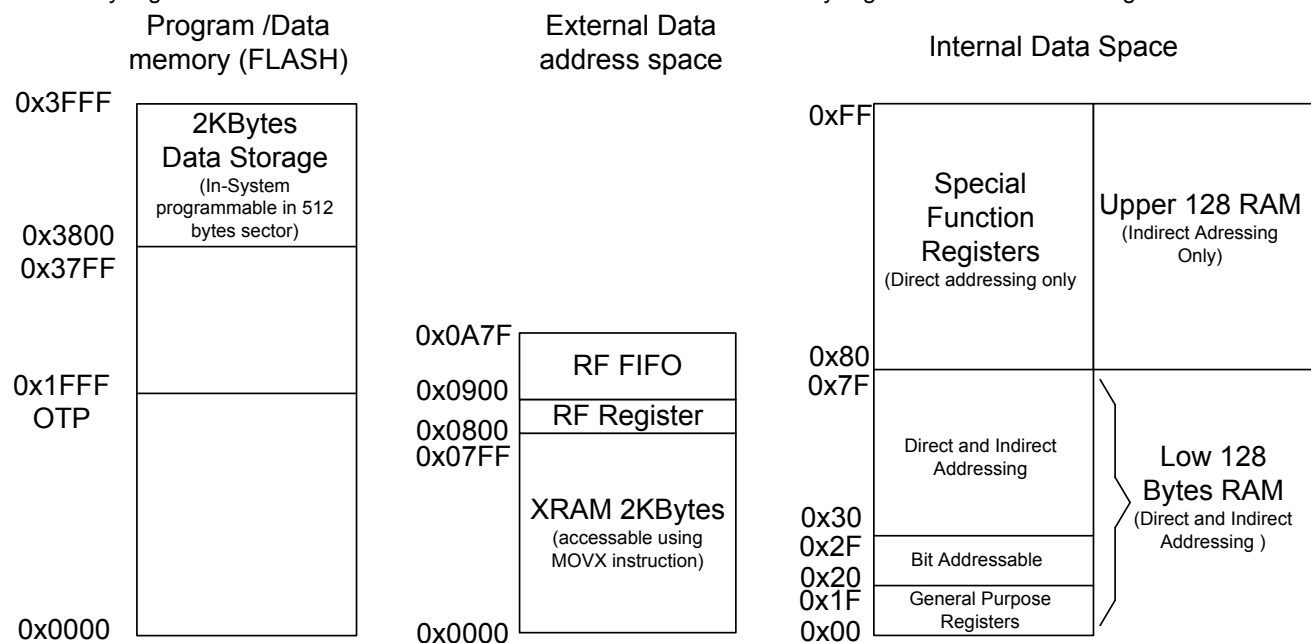 Program /Data
memory (FLASH)
0x3FFF
2KBytes
Data Storage
(In-System
programmable in 512
bytes sector)
0x3800
0x37FF
0x1FFF
OTP
0x0000
External Data
address space
0x0A7F
RF FIFO
0x0900
RF Register
0x0800
0x07FF
XRAM 2KBytes
(accessable using
MOVX instruction)
0x0000
Internal Data Space
0xFF
Special
Function
Registers
(Direct addressing only
Upper 128 RAM
(Indirect Adressing
Only)
0x80
0x7F
Direct and Indirect
Addressing
Low 128
Bytes RAM
(Direct and Indirect
Addressing )
0x30
0x2F
Bit Addressable
0x20
0x1F
General Purpose
Registers
0x00